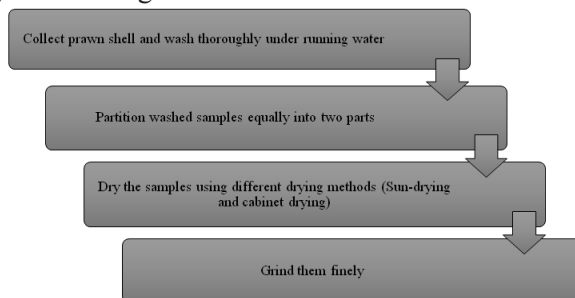 Collect prawn shell and wash thoroughly under running water
Partition washed samples equally into two parts
Dry the samples using different drying methods (Sun-drying
and cabinet drying)
Grind them finely